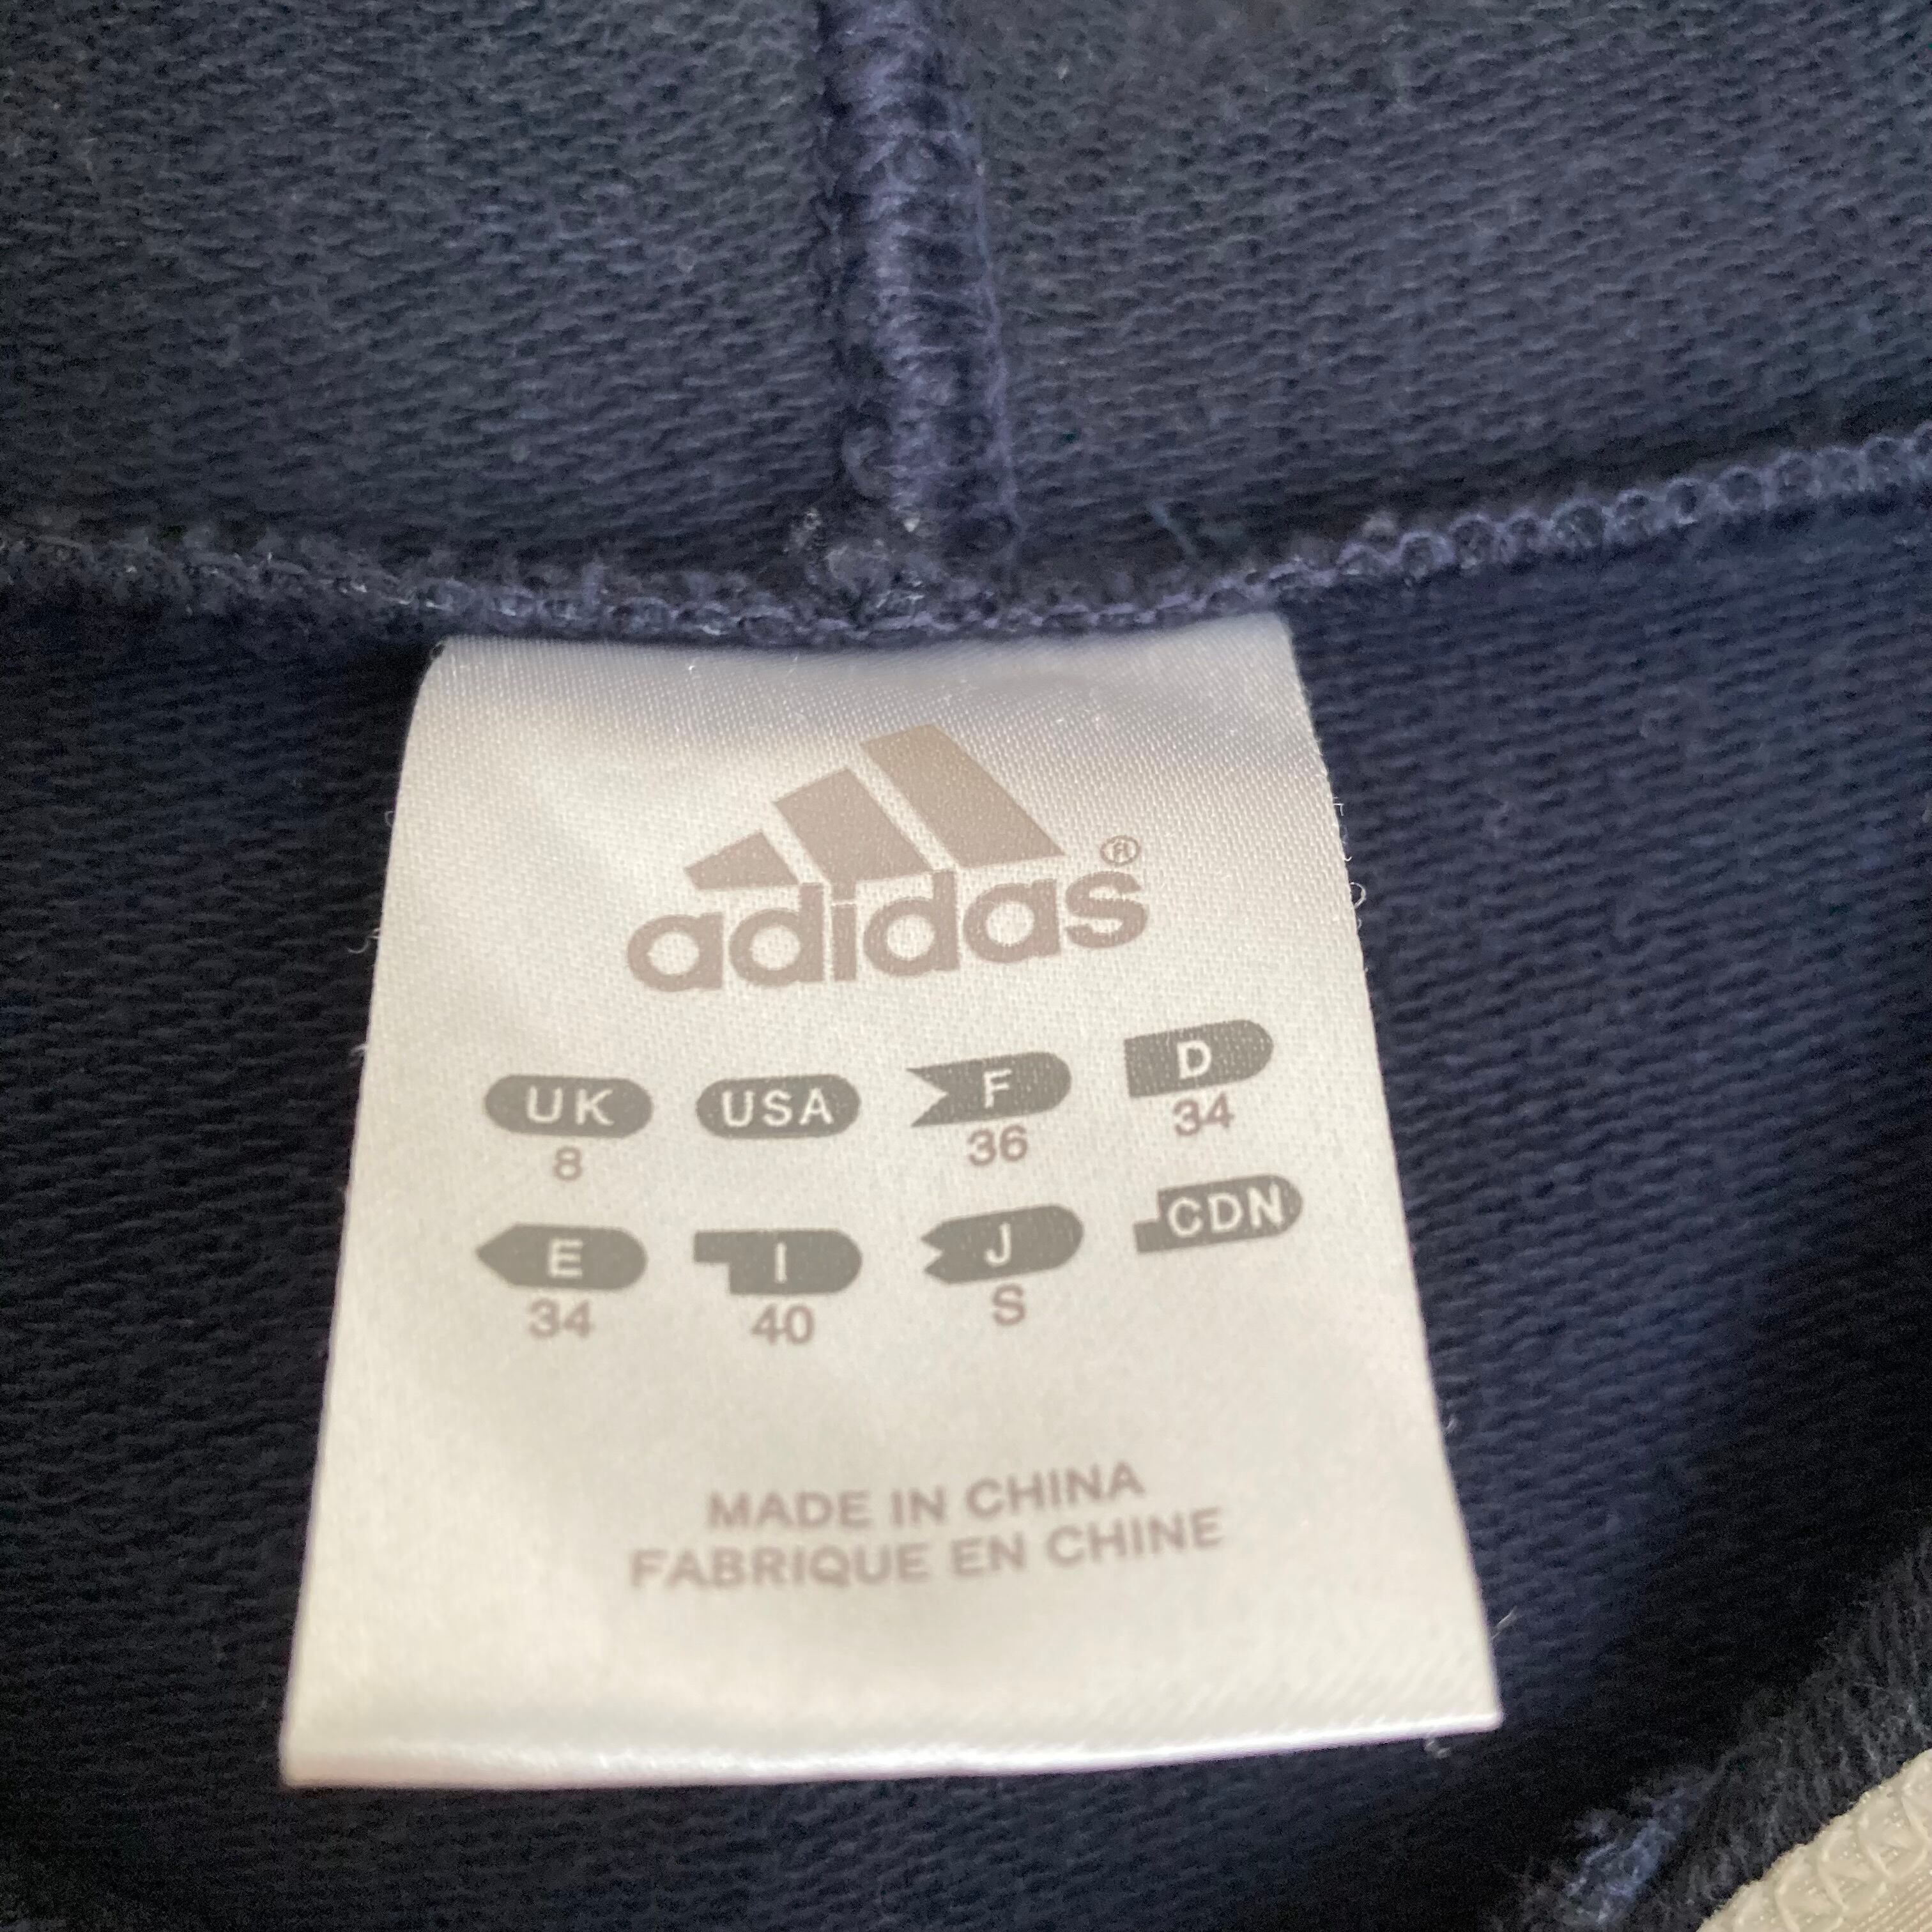 adidas®
UK USA F D
8 36 34
E I J CDN
34 40 S
MADE IN CHINA
FABRIQUE EN CHINE